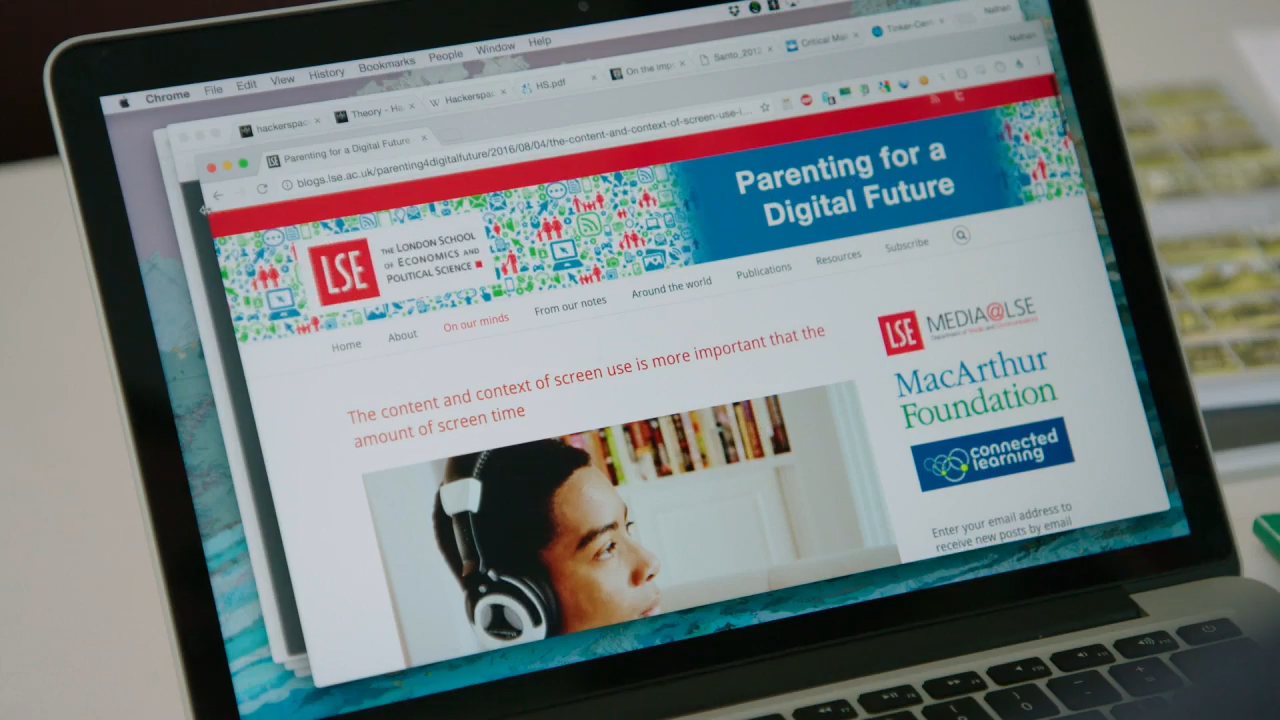 Chrome File Edit View History Bookmarks People Window Help
Nathan
hackerspac Theory - Ha Hackerspac HS.pdf On the imp Santo_2012 Critical Ma Tinker-Cam
Nathan
Parenting for a Digital Future
blogs.lse.ac.uk/parenting4digitalfuture/2016/08/04/the-content-and-context-of-screen-use-i...
LSE
THE LONDON SCHOOL
OF ECONOMICS AND
POLITICAL SCIENCE
Parenting for a
Digital Future
Home About On our minds From our notes Around the world Publications Resources Subscribe
The content and context of screen use is more important that the
amount of screen time
LSE MEDIA@LSE
MacArthur
Foundation
connected
learning
Enter your email address to
receive new posts by email